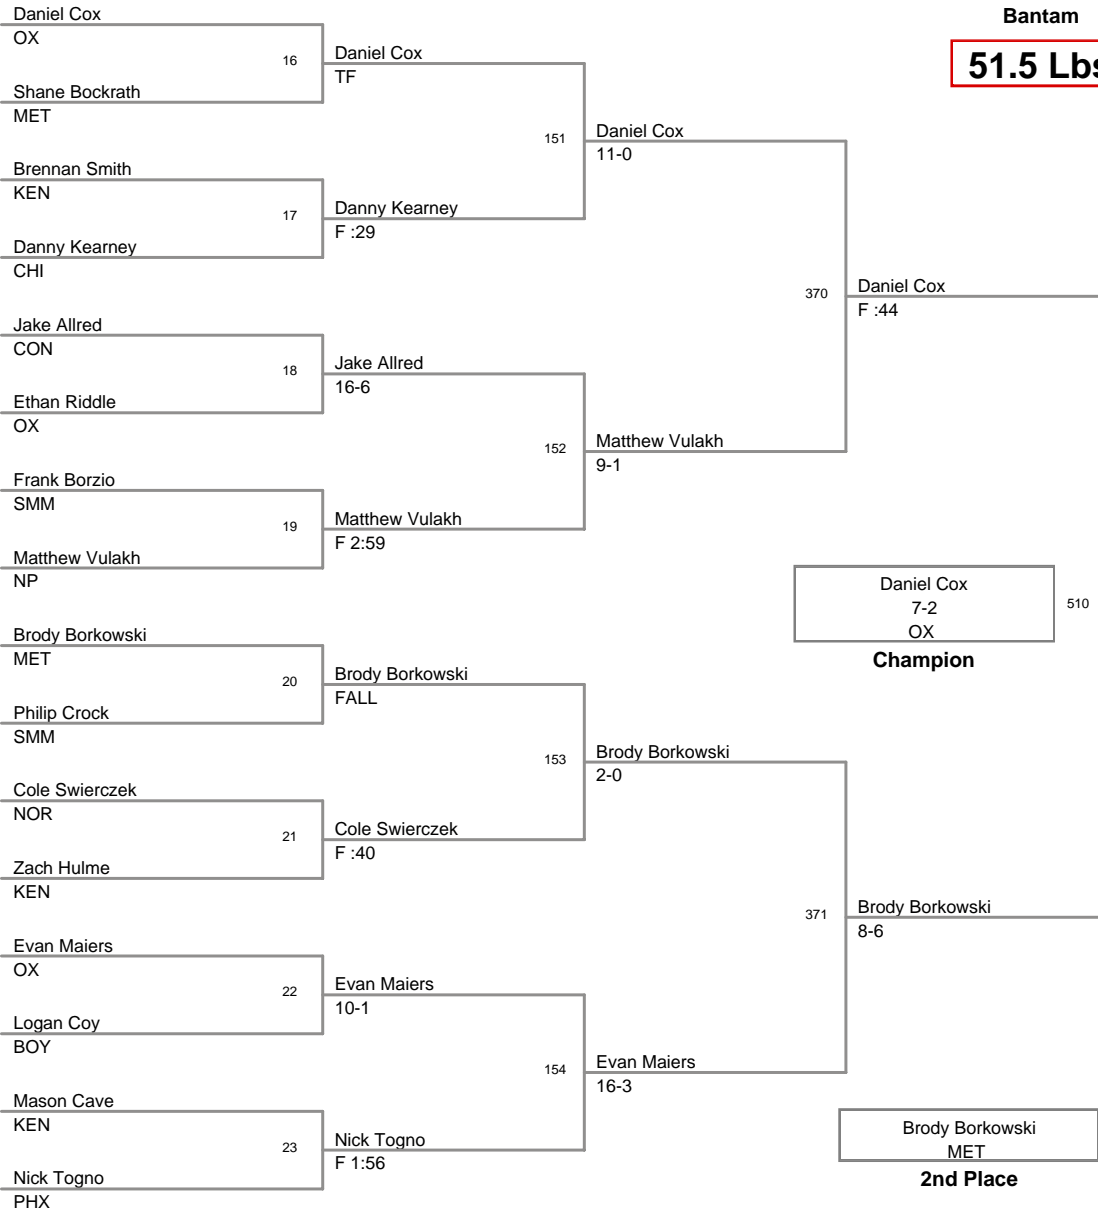 Daniel Cox
OX
16
Shane Bockrath
MET
Daniel Cox
TF
Brennan Smith
KEN
17
Danny Kearney
CHI
Danny Kearney
F :29
151
Daniel Cox
11-0
Jake Allred
CON
18
Ethan Riddle
OX
Jake Allred
16-6
Frank Borzio
SMM
19
Matthew Vulakh
NP
Matthew Vulakh
F 2:59
152
Matthew Vulakh
9-1
370
Daniel Cox
F :44
Brody Borkowski
MET
20
Philip Crock
SMM
Brody Borkowski
FALL
Cole Swierczek
NOR
21
Zach Hulme
KEN
Cole Swierczek
F :40
153
Brody Borkowski
2-0
Evan Maiers
OX
22
Logan Coy
BOY
Evan Maiers
10-1
Mason Cave
KEN
23
Nick Togno
PHX
Nick Togno
F 1:56
154
Evan Maiers
16-3
371
Brody Borkowski
8-6
Bantam
51.5 Lbs
Daniel Cox
7-2
OX
510
Champion
Brody Borkowski
MET
2nd Place